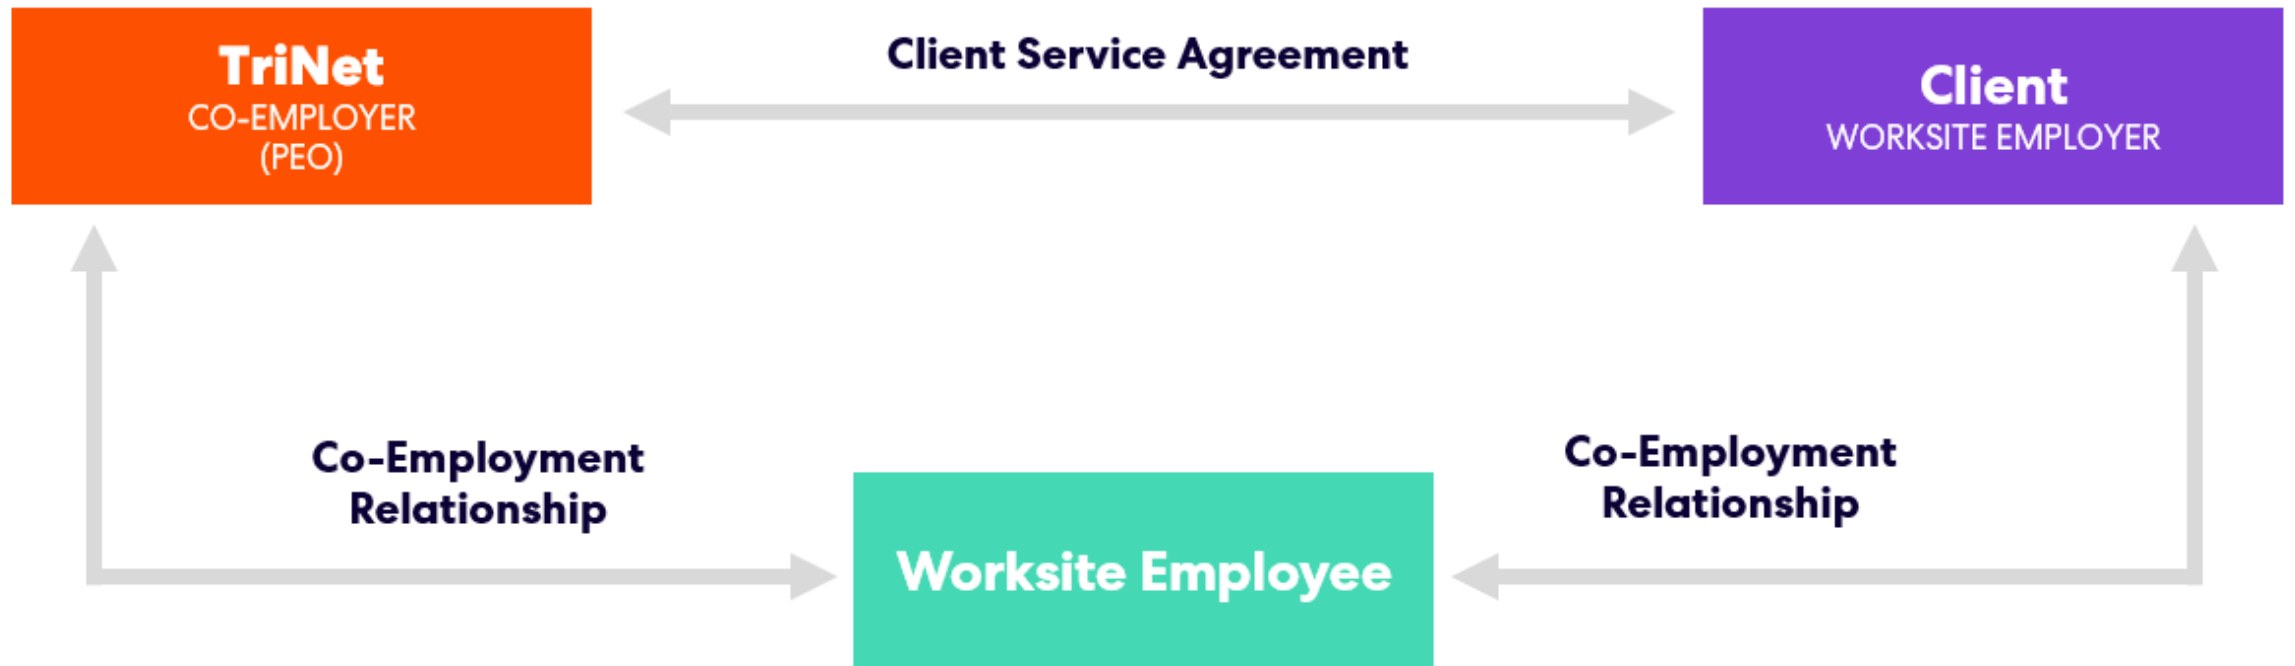 TriNet
CO-EMPLOYER
(PEO)
Client Service Agreement
Client
WORKSITE EMPLOYER
Co-Employment
Relationship
Co-Employment
Relationship
Worksite Employee